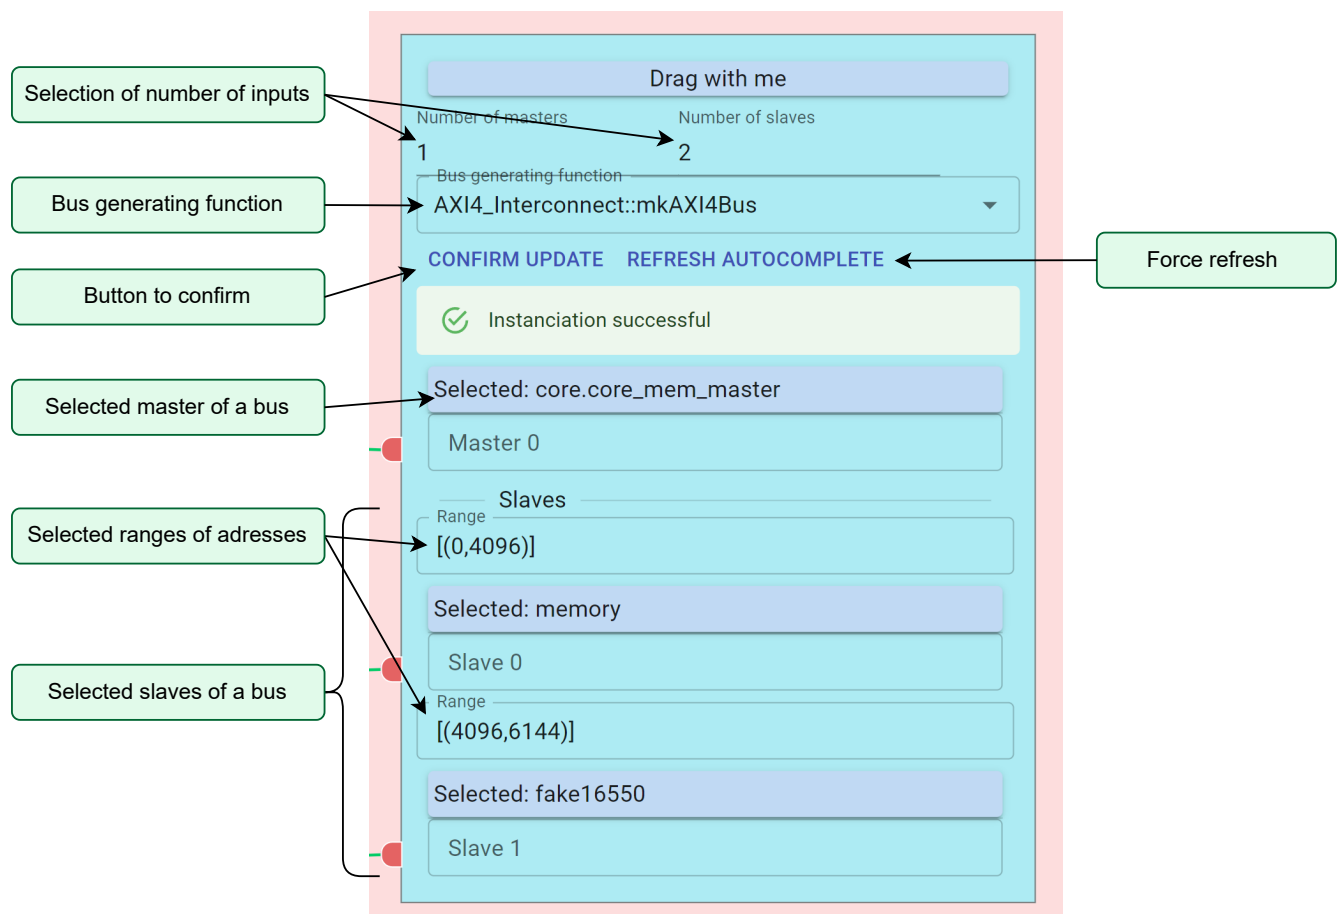 Drag with me
Selection of number of inputs
Number of masters
Number of slaves
1
2
Bus generating function
Bus generating function
AXI4_Interconnect::mkAXI4Bus
CONFIRM UPDATE
REFRESH AUTOCOMPLETE
Force refresh
Button to confirm
Instanciation successful
Selected master of a bus
Selected: core.core_mem_master
Master 0
Slaves
Selected ranges of adresses
Range
[(0,4096)]
Selected: memory
Slave 0
Selected slaves of a bus
Range
[(4096,6144)]
Selected: fake16550
Slave 1